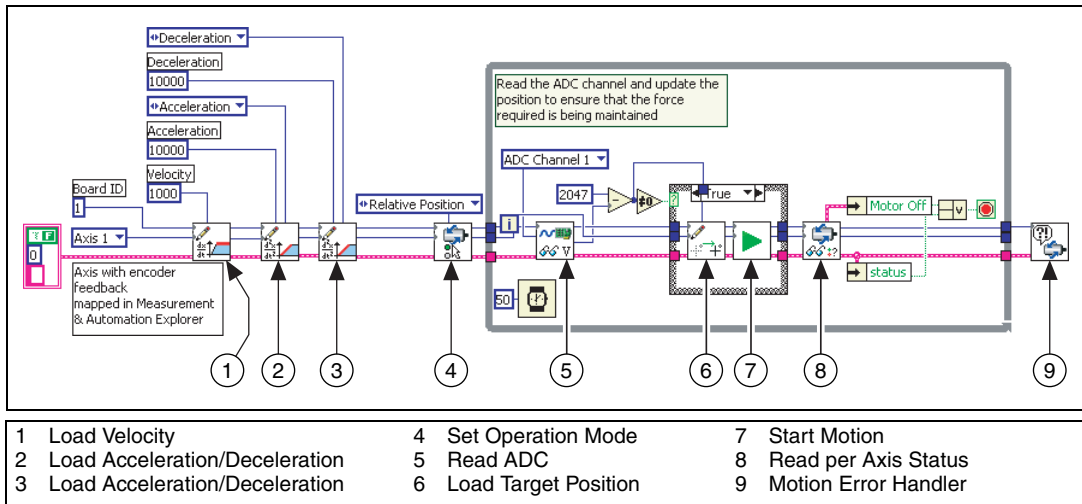 Deceleration
Deceleration
10000
Acceleration
Acceleration
10000
Velocity
1000
Board ID
1
Axis 1
F
0
Axis with encoder
feedback
mapped in Measurement
& Automation Explorer
Relative Position
Read the ADC channel and update the
position to ensure that the force
required is being maintained
ADC Channel 1
i
2047
-
≠0
?
True
50
Motor Off
v
status
1
2
3
4
5
6
7
8
9
1 Load Velocity
2 Load Acceleration/Deceleration
3 Load Acceleration/Deceleration
4 Set Operation Mode
5 Read ADC
6 Load Target Position
7 Start Motion
8 Read per Axis Status
9 Motion Error Handler